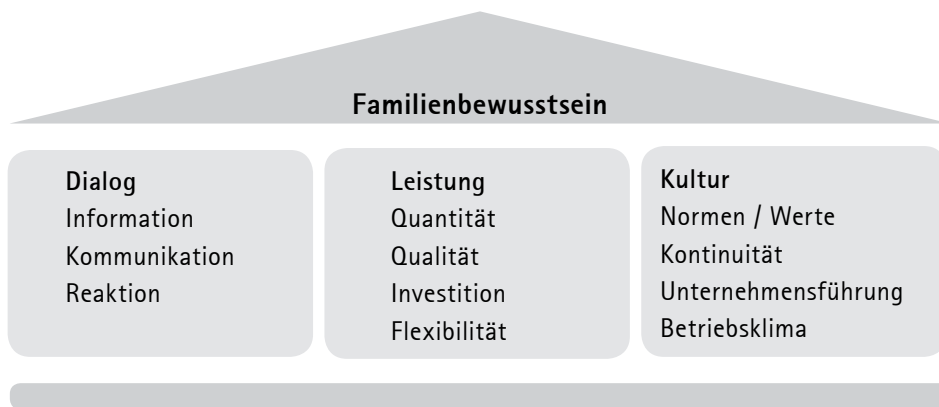 Familienbewusstsein
Dialog
Information
Kommunikation
Reaktion
Leistung
Quantität
Qualität
Investition
Flexibilität
Kultur
Normen / Werte
Kontinuität
Unternehmensführung
Betriebsklima